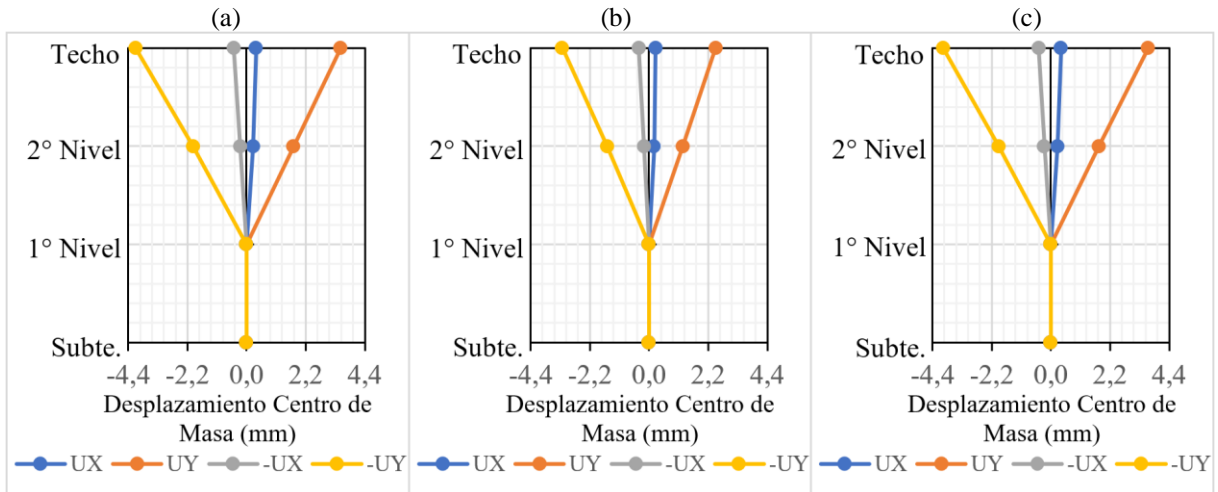 (a)
Techo
2° Nivel
1° Nivel
Subte.
-4,4 -2,2 0,0 2,2 4,4
Desplazamiento Centro de
Masa (mm)
UX UY -UX -UY
(b)
Techo
2° Nivel
1° Nivel
Subte.
-4,4 -2,2 0,0 2,2 4,4
Desplazamiento Centro de
Masa (mm)
UX UY -UX -UY
(c)
Techo
2° Nivel
1° Nivel
Subte.
-4,4 -2,2 0,0 2,2 4,4
Desplazamiento Centro de
Masa (mm)
UX UY -UX -UY